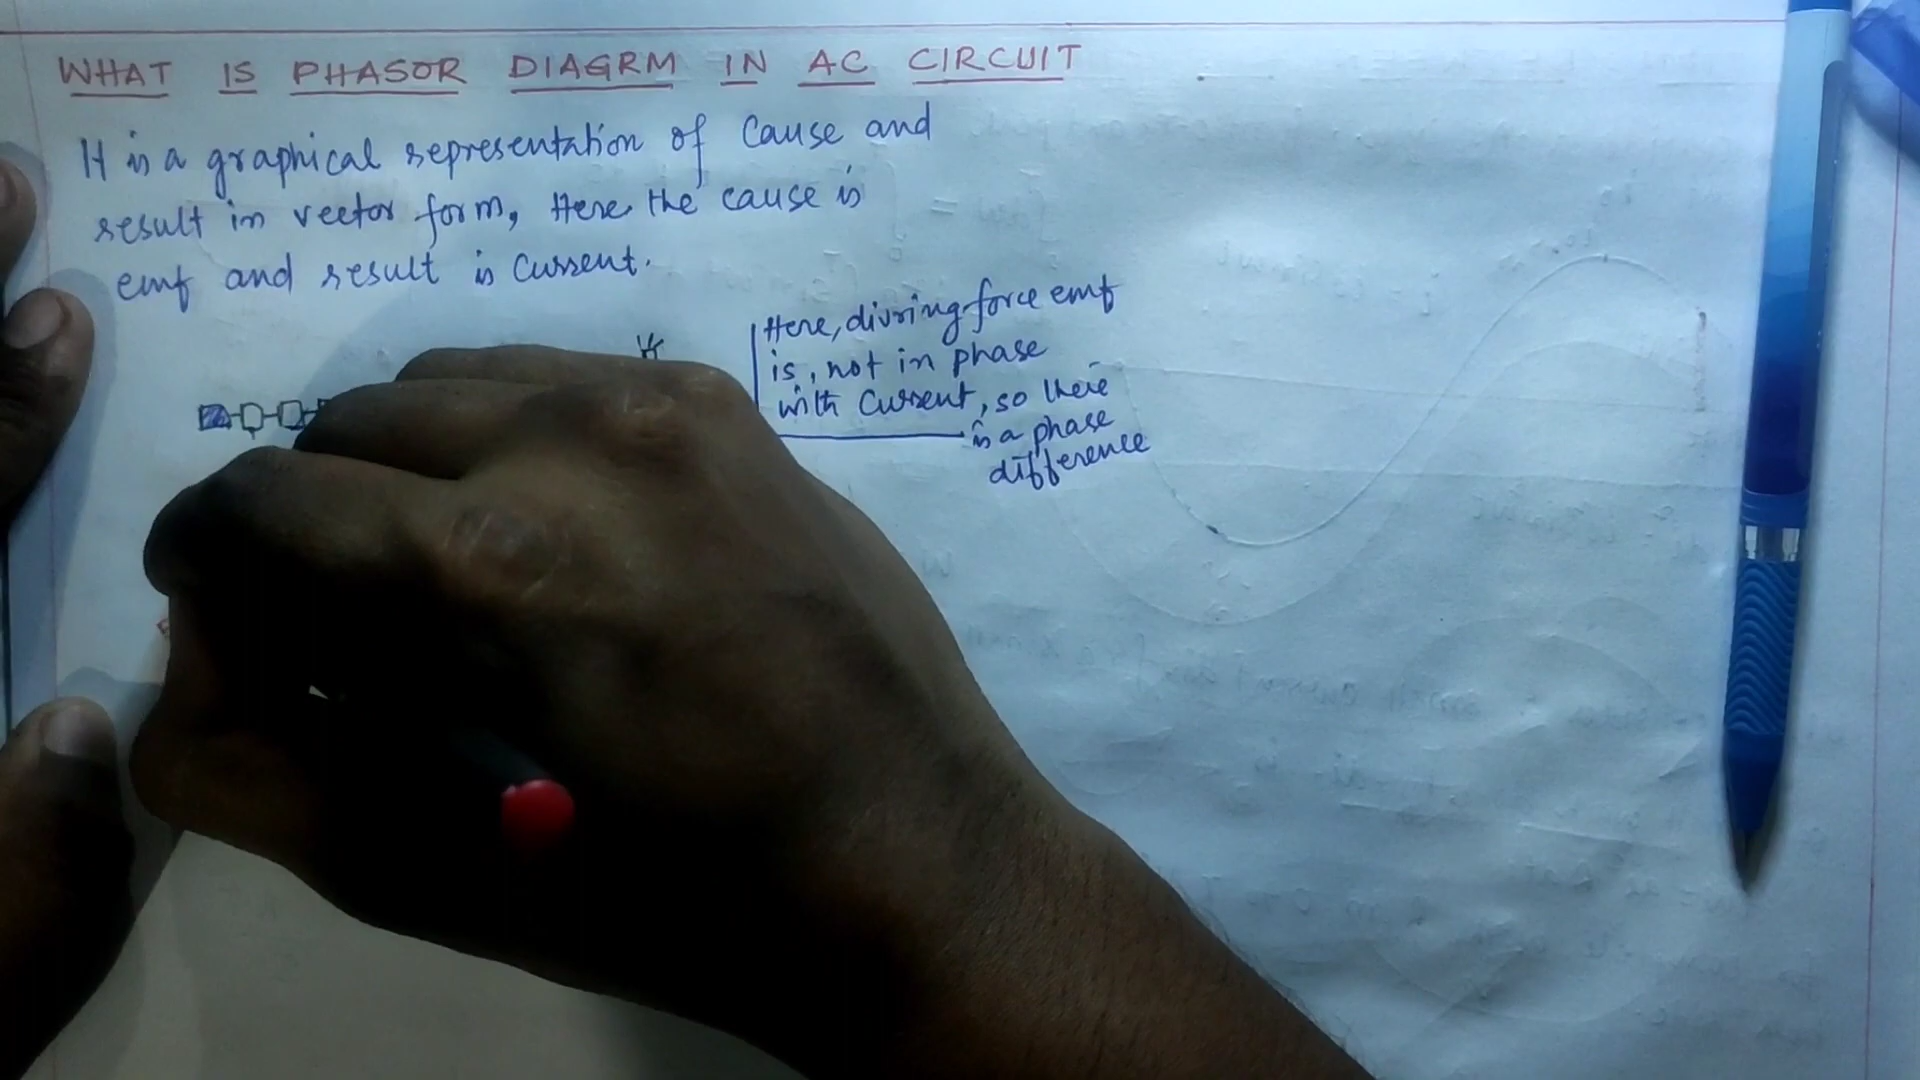 WHAT IS PHASOR DIAGRM IN AC CIRCUIT
It is a graphical representation of cause and
result in vector form, Here the cause is
emf and result is current.
Here, divring force emf
is, not in phase
with current, so there
is a phase
difference